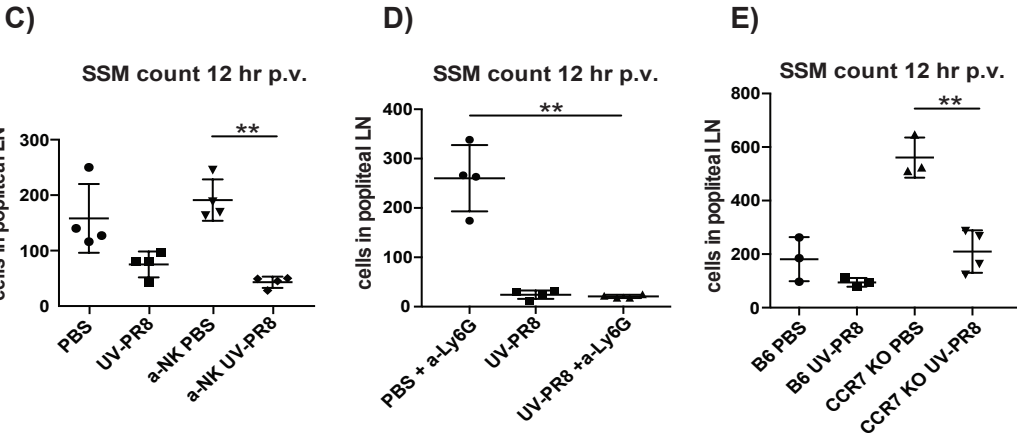 C)
SSM count 12 hr p.v.
cells in popliteal LN
300
200
100
0
**
PBS
UV-PR8
a-NK PBS
a-NK UV-PR8
D)
SSM count 12 hr p.v.
cells in popliteal LN
400
300
200
100
0
**
PBS + a-Ly6G
UV-PR8
UV-PR8 +a-Ly6G
E)
SSM count 12 hr p.v.
cells in popliteal LN
800
600
400
200
0
**
B6 PBS
B6 UV-PR8
CCR7 KO PBS
CCR7 KO UV-PR8